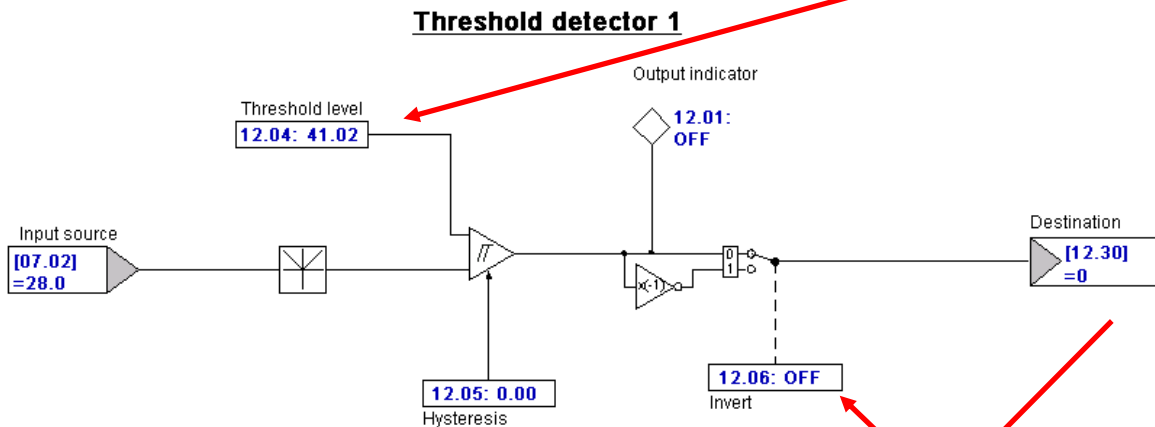 Threshold detector 1
Output indicator
Threshold level
12.04: 41.02
12.01:
OFF
Input source
[07.02]
=28.0
0
1
x(-1)
Destination
[12.30]
=0
12.05: 0.00
Hysteresis
12.06: OFF
Invert